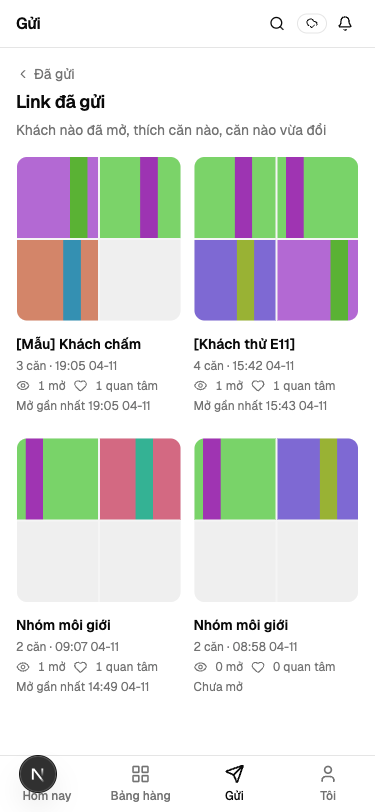 Gửi
Đã gửi
Link đã gửi
Khách nào đã mở, thích căn nào, căn nào vừa đổi
[Mẫu] Khách chấm
3 căn · 19:05 04-11
1 mở 1 quan tâm
Mở gần nhất 19:05 04-11
[Khách thử E11]
4 căn · 15:42 04-11
1 mở 1 quan tâm
Mở gần nhất 15:43 04-11
Nhóm môi giới
2 căn · 09:07 04-11
1 mở 1 quan tâm
Mở gần nhất 14:49 04-11
Nhóm môi giới
2 căn · 08:58 04-11
0 mở 0 quan tâm
Chưa mở
N
Hôm nay
Bảng hàng
Gửi
Tôi